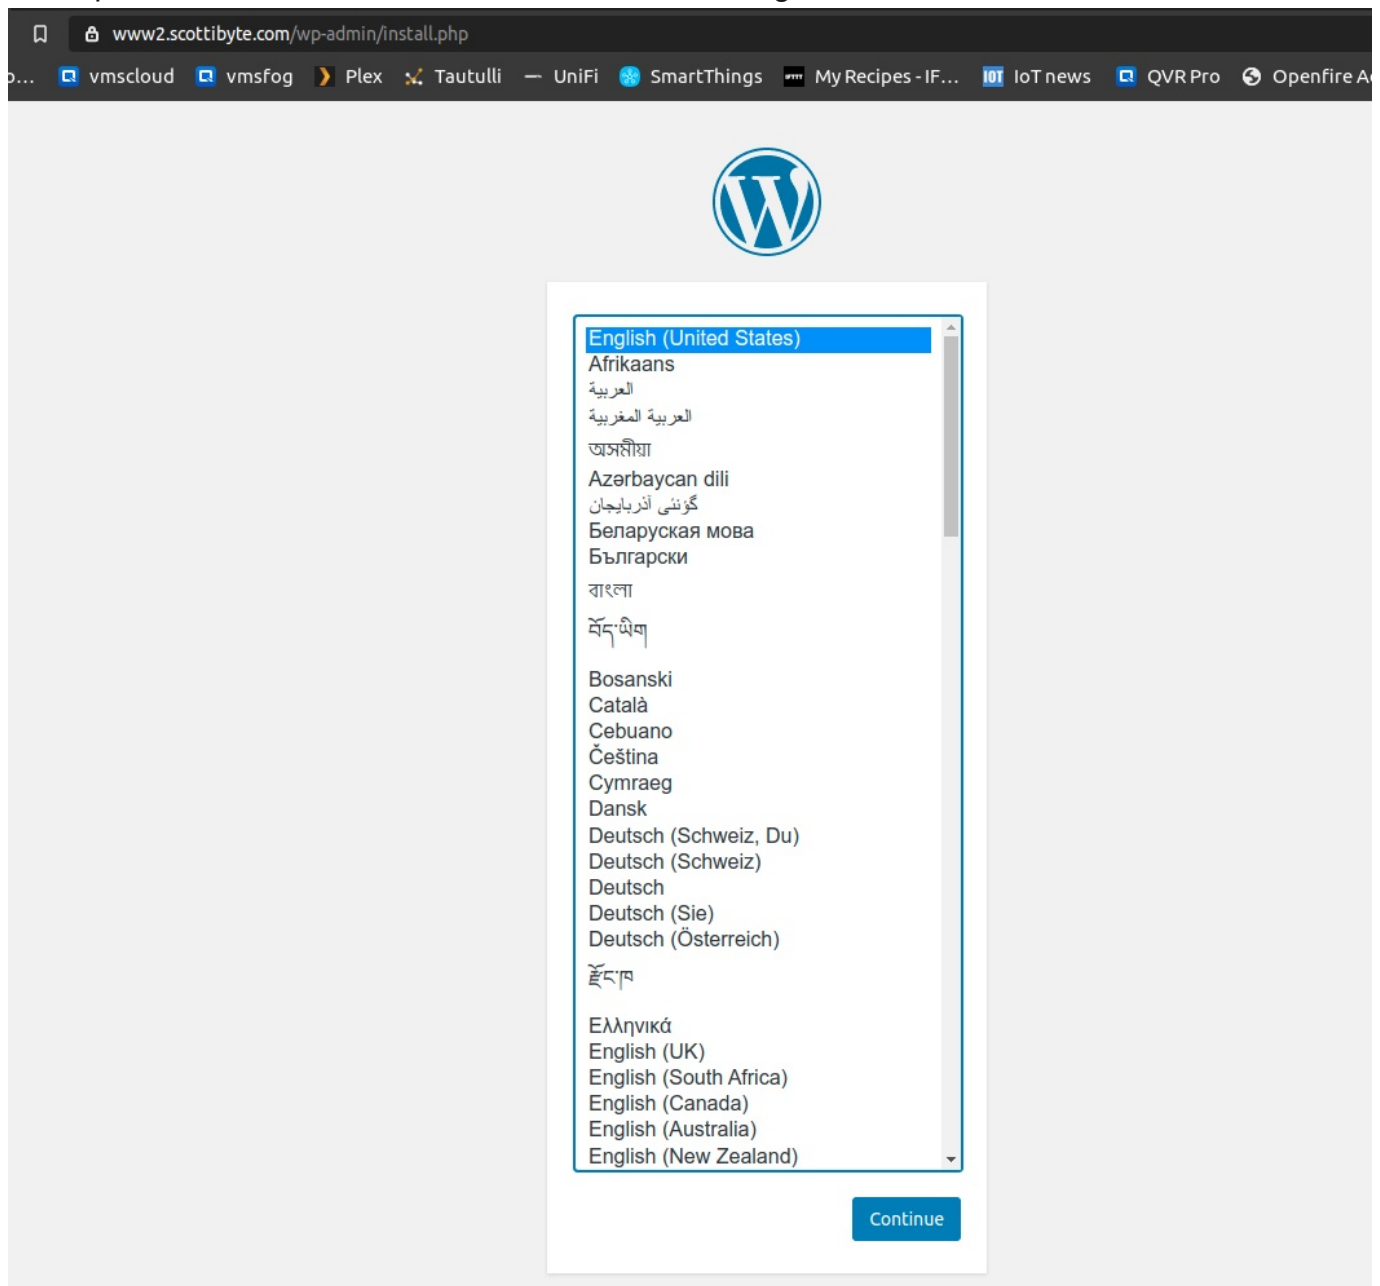 www2.scottibyte.com/wp-admin/install.php
... vmscloud vmsfog Plex Tautulli UniFi SmartThings My Recipes - IF... IoT news QVR Pro Openfire A
English (United States)
Afrikaans
العربية
العربية المغربية
অসমীয়া
Azərbaycan dili
گؤنئی آذربایجان
Беларуская мова
Български
বাংলা
བོད་ཡིག
Bosanski
Català
Cebuano
Čeština
Cymraeg
Dansk
Deutsch (Schweiz, Du)
Deutsch (Schweiz)
Deutsch
Deutsch (Sie)
Deutsch (Österreich)
རྫོང་ཁ
Ελληνικά
English (UK)
English (South Africa)
English (Canada)
English (Australia)
English (New Zealand)
Continue